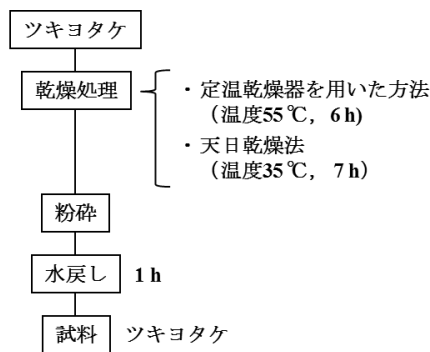 ツキヨタケ
乾燥処理
・定温乾燥器を用いた方法
（温度55℃, 6 h)
・天日乾燥法
（温度35℃, 7 h）
粉砕
水戻し 1 h
試料 ツキヨタケ